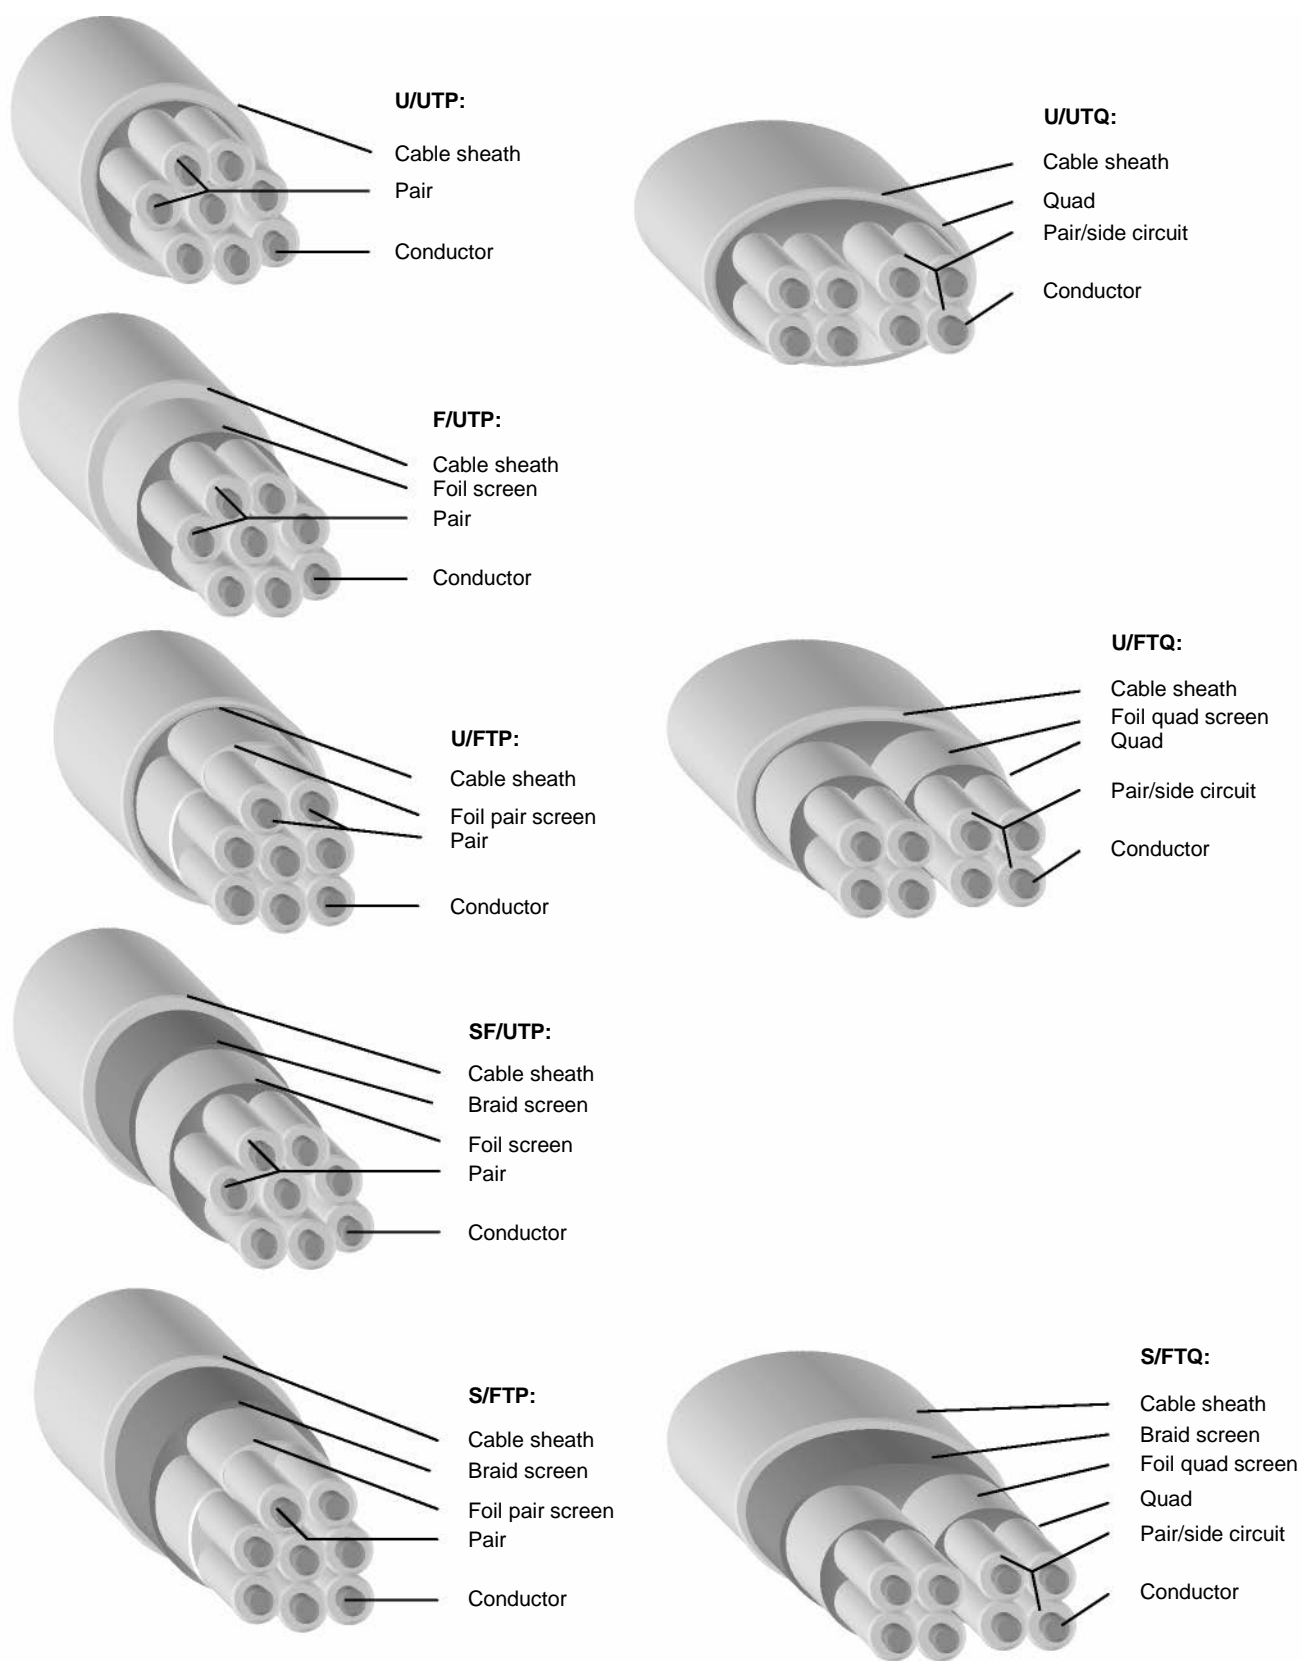 U/UTP:
Cable sheath
Pair
Conductor
U/UTQ:
Cable sheath
Quad
Pair/side circuit
Conductor
F/UTP:
Cable sheath
Foil screen
Pair
Conductor
U/FTP:
Cable sheath
Foil pair screen
Pair
Conductor
U/FTQ:
Cable sheath
Foil quad screen
Quad
Pair/side circuit
Conductor
SF/UTP:
Cable sheath
Braid screen
Foil screen
Pair
Conductor
S/FTP:
Cable sheath
Braid screen
Foil pair screen
Pair
Conductor
S/FTQ:
Cable sheath
Braid screen
Foil quad screen
Quad
Pair/side circuit
Conductor